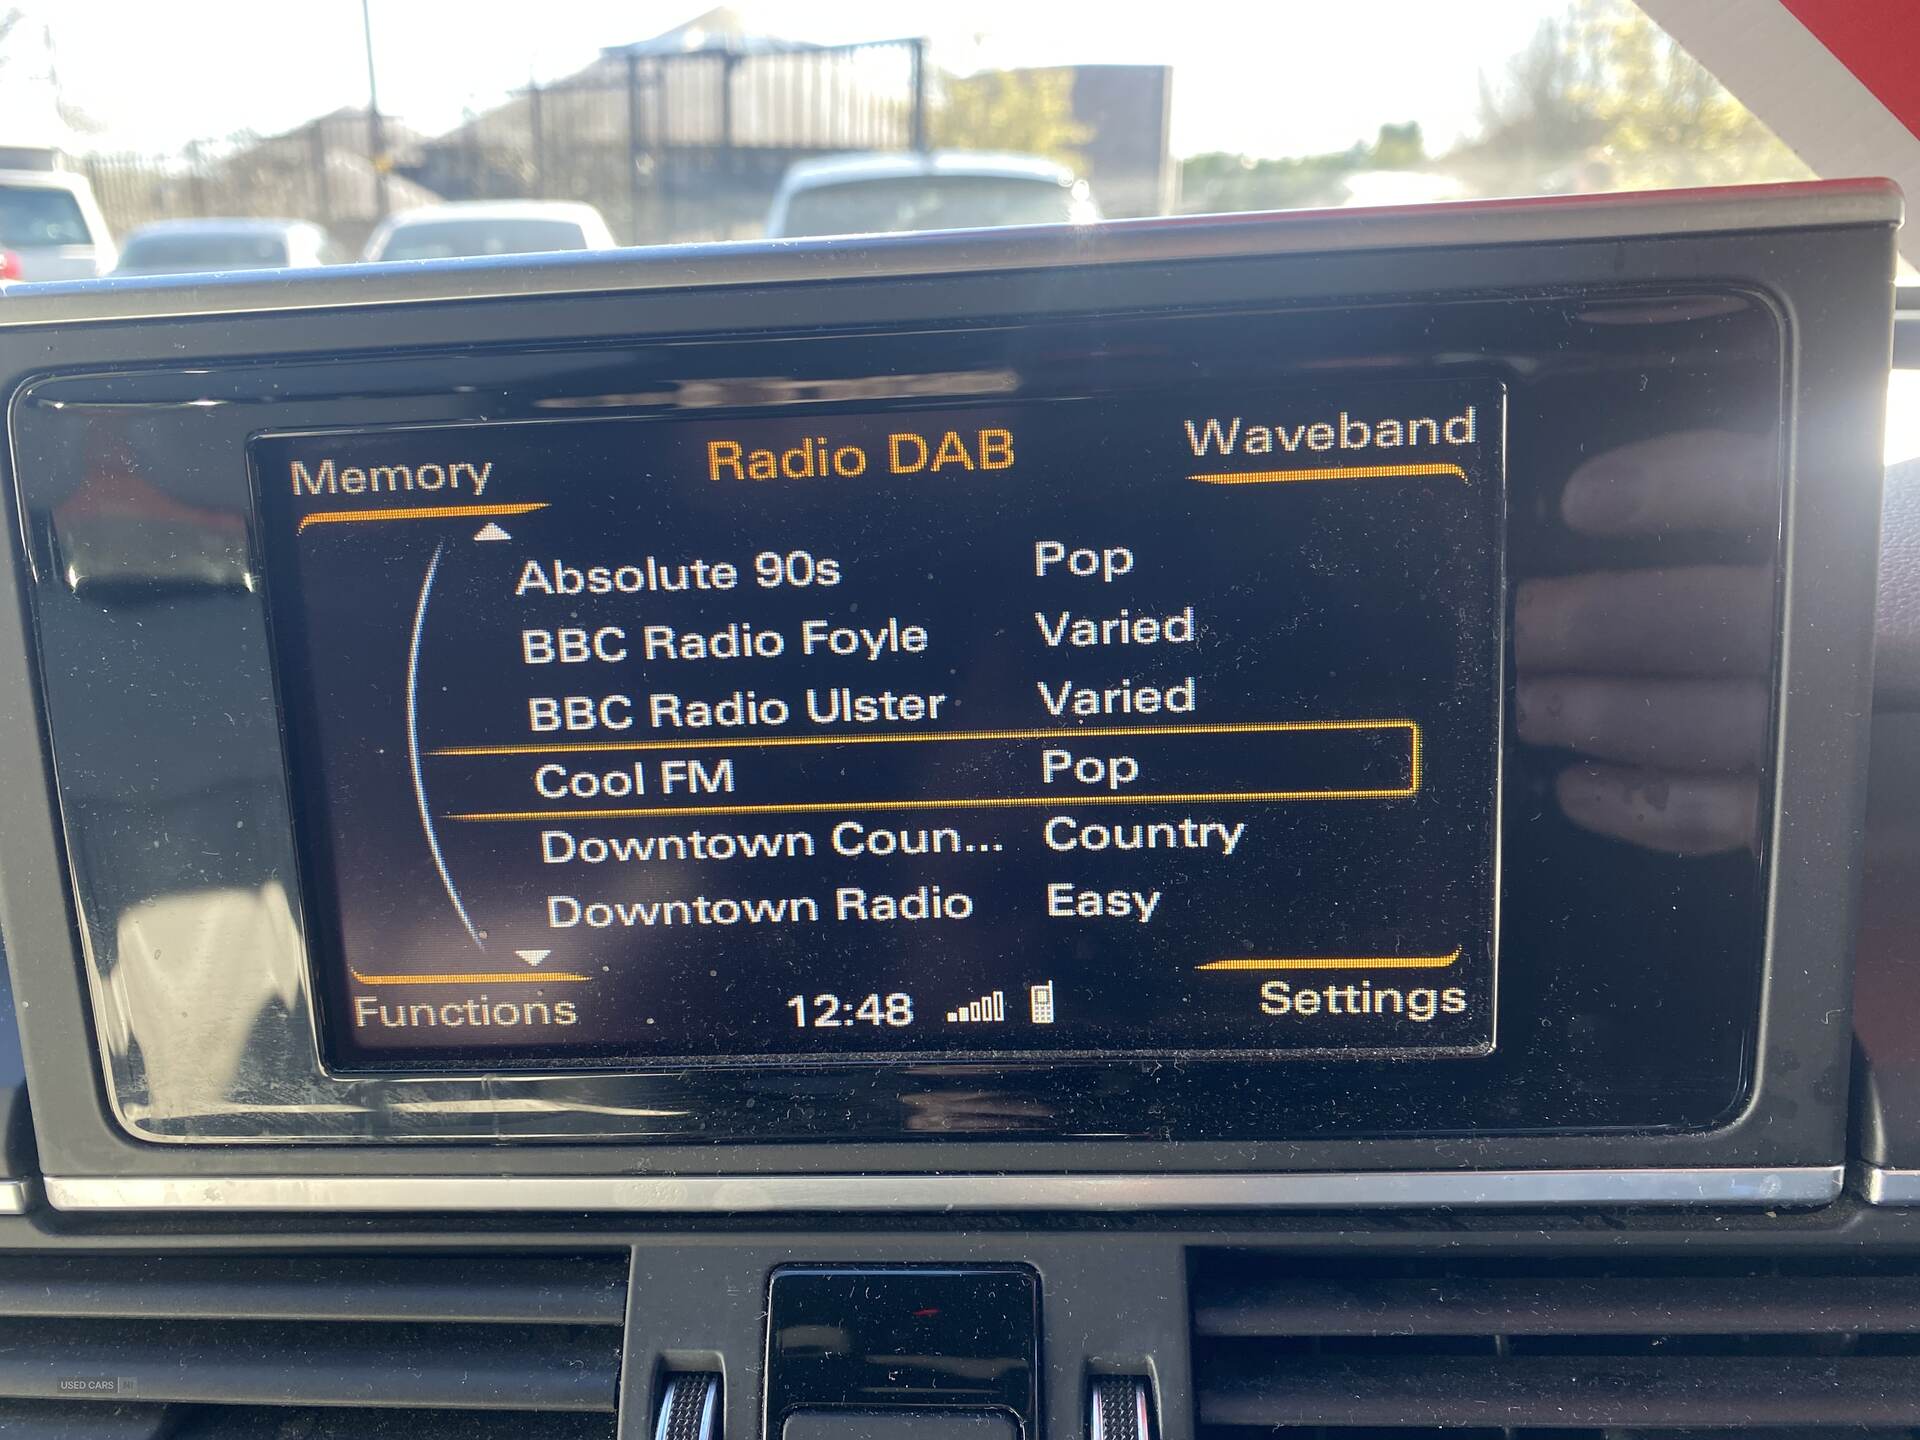 Memory
Radio DAB
Waveband
Absolute 90s Pop
BBC Radio Foyle Varied
BBC Radio Ulster Varied
Cool FM Pop
Downtown Coun... Country
Downtown Radio Easy
Functions
12:48
Settings
USED CARS NI